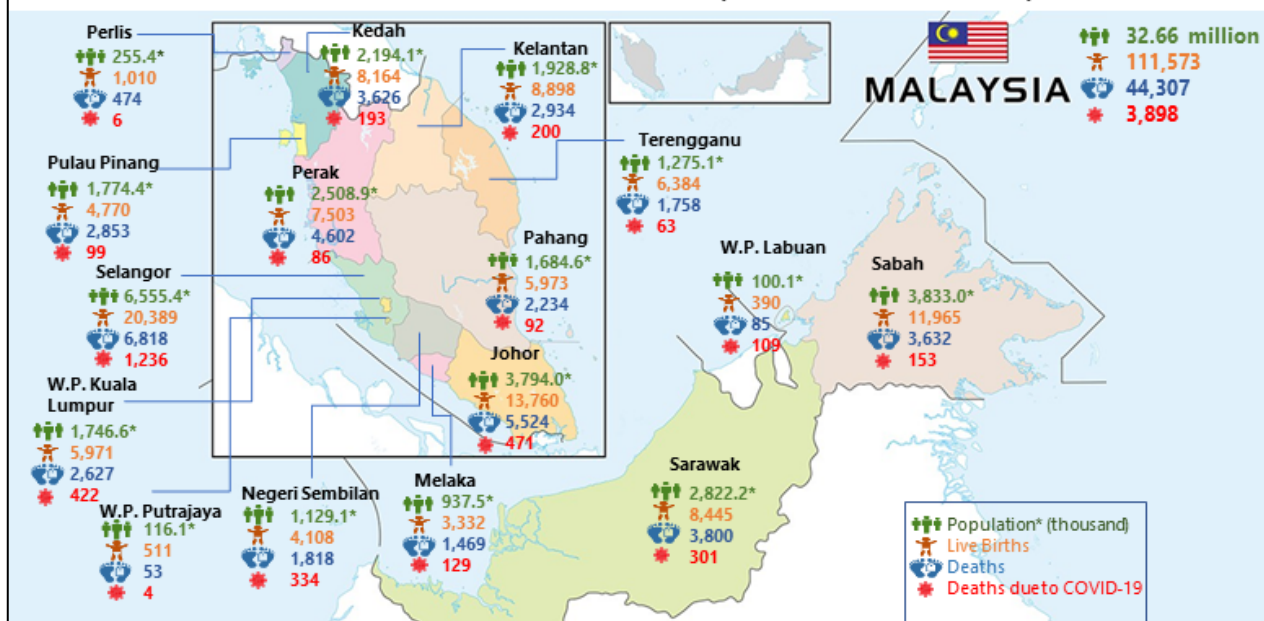 Perlis
255.4*
1,010
474
6
Kedah
2,194.1*
8,164
3,626
193
Kelantan
1,928.8*
8,898
2,934
200
MALAYSIA
32.66 million
111,573
44,307
3,898
Terengganu
1,275.1*
6,384
1,758
63
Pulau Pinang
1,774.4*
4,770
2,853
99
Perak
2,508.9*
7,503
4,602
86
Pahang
1,684.6*
5,973
2,234
92
W.P. Labuan
100.1*
390
85
109
Sabah
3,833.0*
11,965
3,632
153
Selangor
6,555.4*
20,389
6,818
1,236
Johor
3,794.0*
13,760
5,524
471
W.P. Kuala
Lumpur
1,746.6*
5,971
2,627
422
W.P. Putrajaya
116.1*
511
53
4
Negeri Sembilan
1,129.1*
4,108
1,818
334
Melaka
937.5*
3,332
1,469
129
Sarawak
2,822.2*
8,445
3,800
301
Population* (thousand)
Live Births
Deaths
Deaths dueto COVID-19